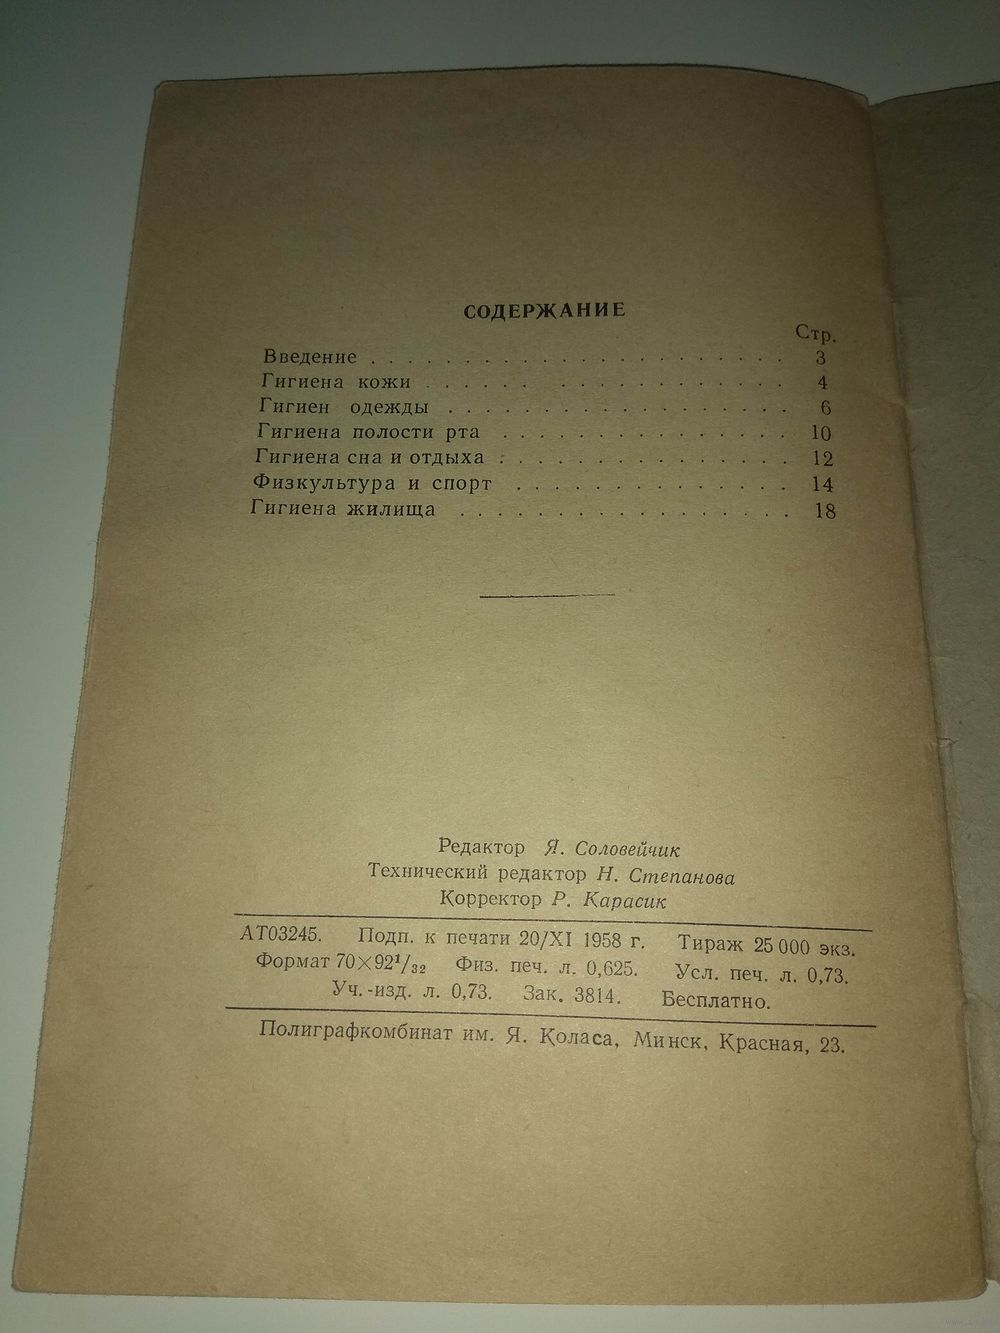 СОДЕРЖАНИЕ
Стр.
Введение . . . . . . . . . . . . . . . . . . . . . . 3
Гигиена кожи . . . . . . . . . . . . . . . . . . 4
Гигиен одежды . . . . . . . . . . . . . . . . . . 6
Гигиена полости рта . . . . . . . . . . . . . . . 10
Гигиена сна и отдыха . . . . . . . . . . . . . . . 12
Физкультура и спорт . . . . . . . . . . . . . . 14
Гигиена жилища . . . . . . . . . . . . . . . . . 18
Редактор Я. Соловейчик
Технический редактор Н. Степанова
Корректор Р. Карасик
АТ03245. Подп. к печати 20/XI 1958 г. Тираж 25 000 экз.
Формат 70×92¹/₃₂ Физ. печ. л. 0,625. Усл. печ. л. 0,73.
Уч.-изд. л. 0,73. Зак. 3814. Бесплатно.
Полиграфкомбинат им. Я. Коласа, Минск, Красная, 23.